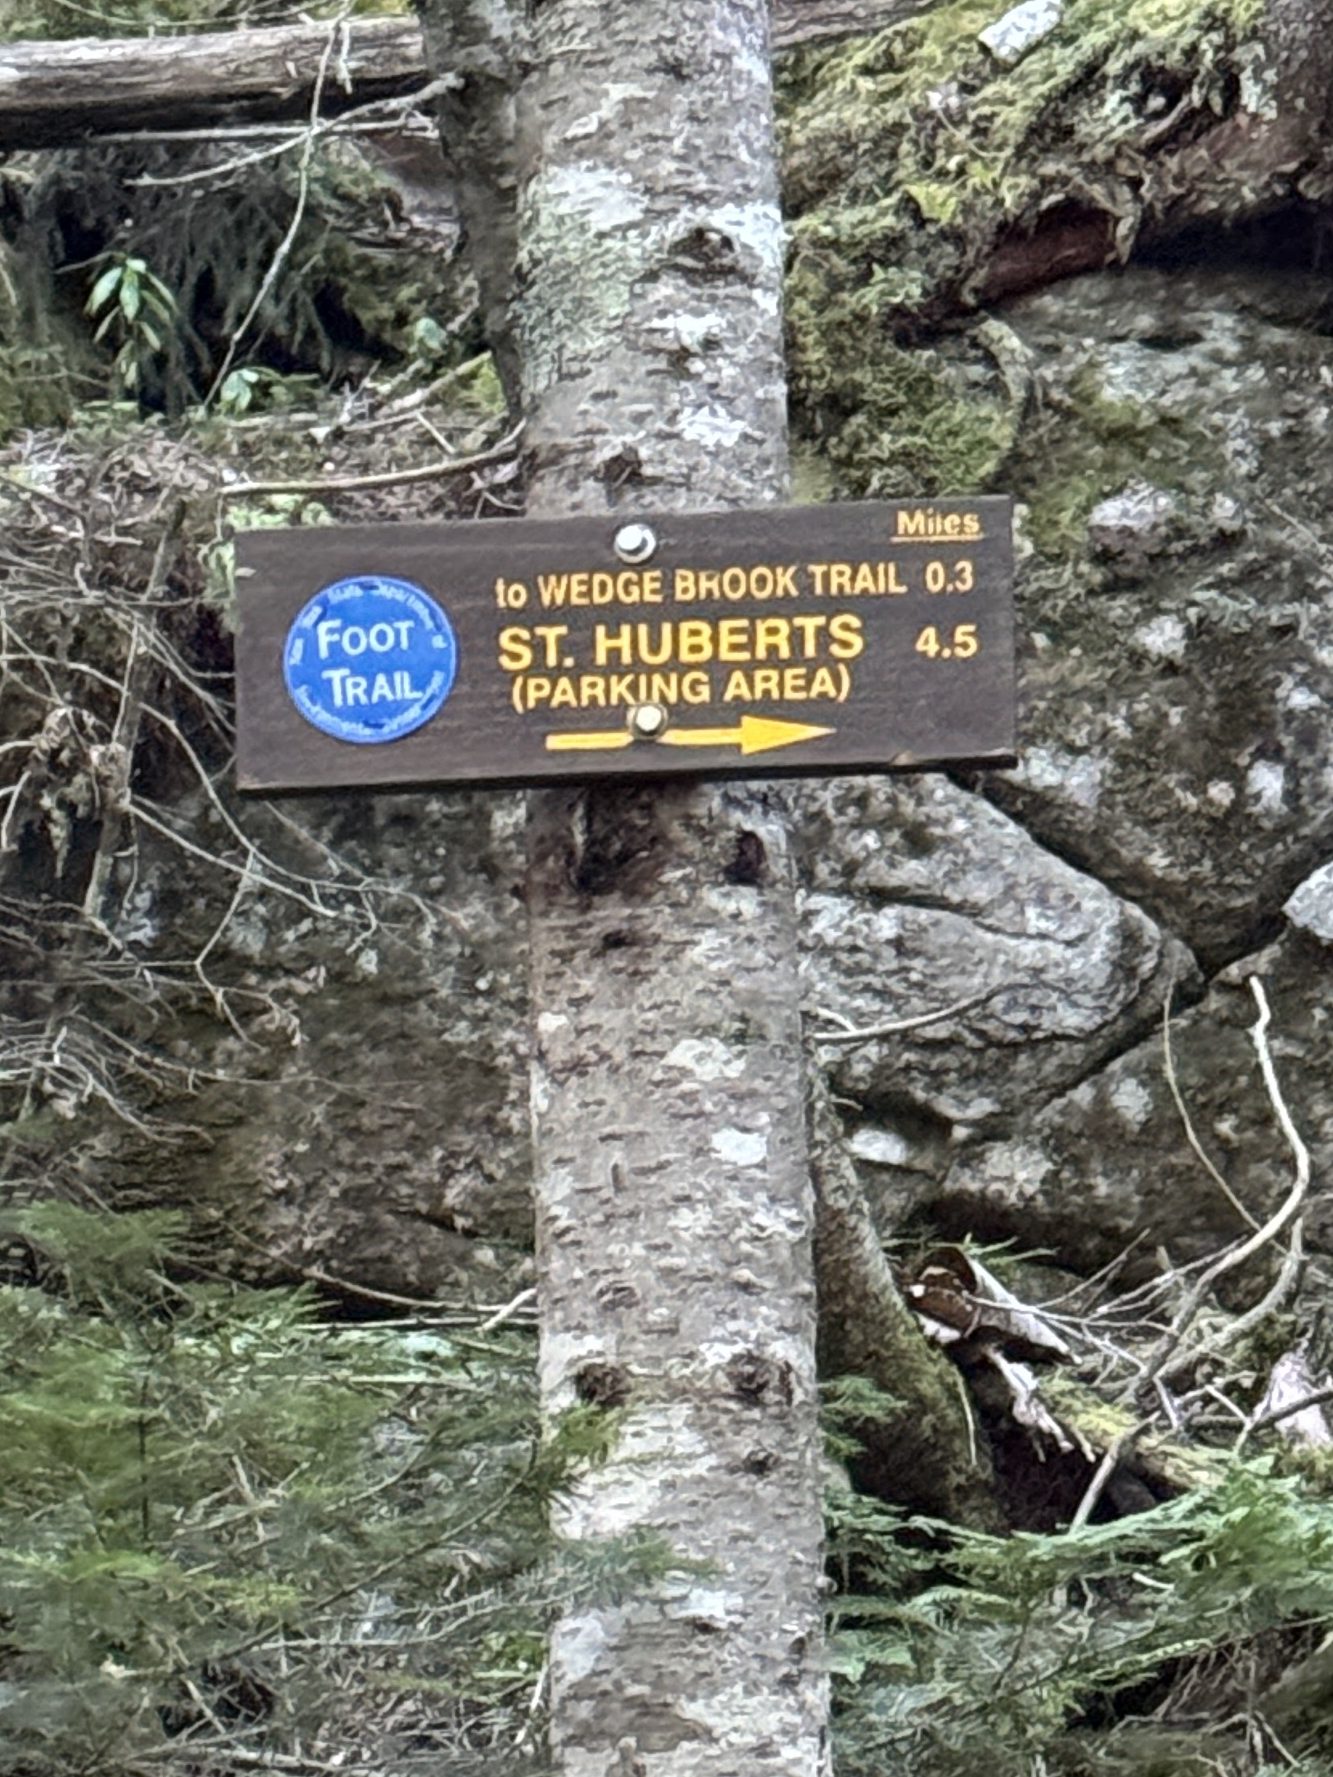 Miles
to WEDGE BROOK TRAIL 0.3
ST. HUBERTS 4.5
(PARKING AREA)
FOOT
TRAIL